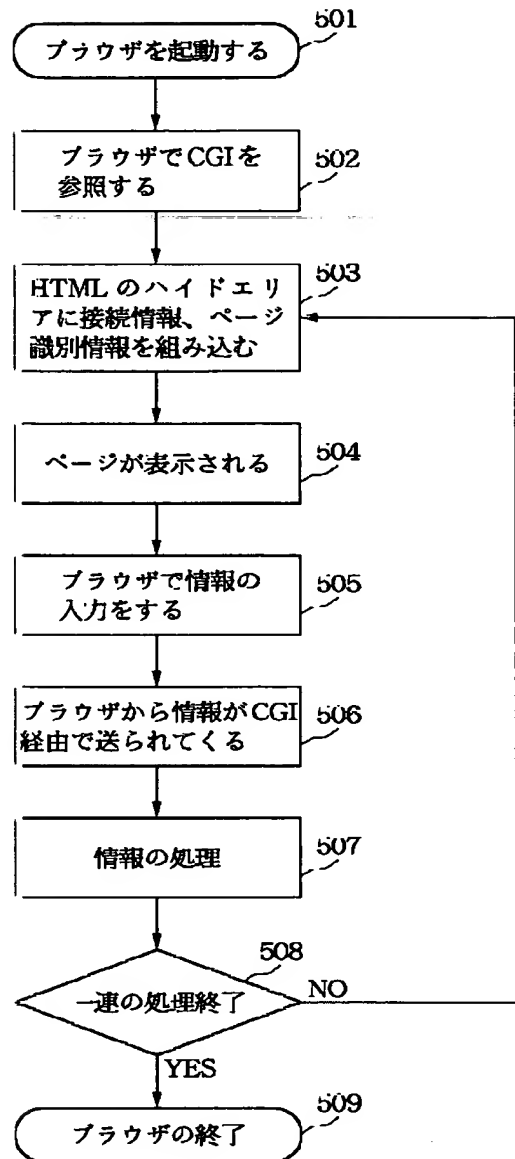 501
ブラウザを起動する
502
ブラウザでCGIを
参照する
503
HTMLのハイドエリ
アに接続情報、ページ
識別情報を組み込む
504
ページが表示される
505
ブラウザで情報の
入力をする
506
ブラウザから情報がCGI
経由で送られてくる
507
情報の処理
508
一連の処理終了
NO
YES
509
ブラウザの終了